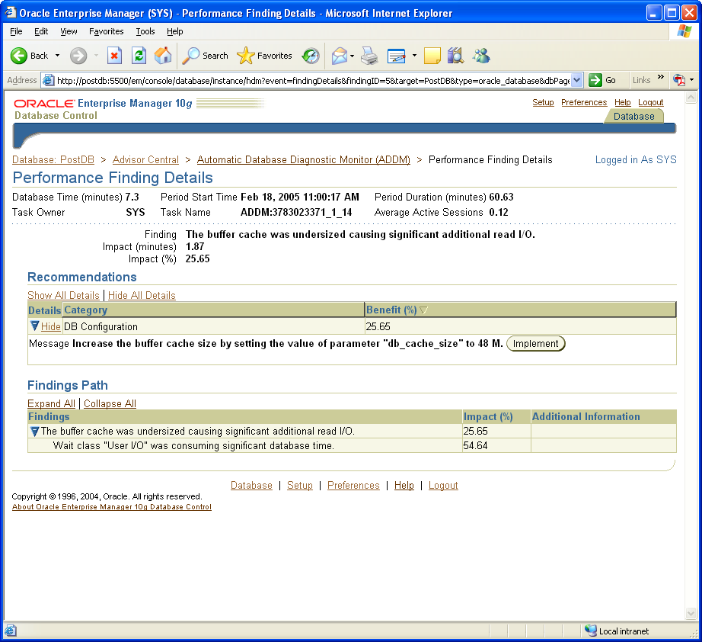 Oracle Enterprise Manager (SYS) - Performance Finding Details - Microsoft Internet Explorer
File Edit View Favorites Tools Help
Back Search Favorites
Address http://postdb:5500/em/console/database/instance/hdm?event=findingDetails&findingID=5&target=PostDB&type=oracle_database&dbPage Go Links »
ORACLE Enterprise Manager 10g
Database Control
Setup Preferences Help Logout
Database
Database: PostDB > Advisor Central > Automatic Database Diagnostic Monitor (ADDM) > Performance Finding Details Logged in As SYS
Performance Finding Details
Database Time (minutes) 7.3 Period Start Time Feb 18, 2005 11:00:17 AM Period Duration (minutes) 60.63
Task Owner SYS Task Name ADDM:3783023371_1_14 Average Active Sessions 0.12
Finding The buffer cache was undersized causing significant additional read I/O.
Impact (minutes) 1.87
Impact (%) 25.65
Recommendations
Show All Details | Hide All Details
Details Category Benefit (%)
Hide DB Configuration 25.65
Message Increase the buffer cache size by setting the value of parameter "db_cache_size" to 48 M. Implement
Findings Path
Expand All | Collapse All
Findings Impact (%) Additional Information
The buffer cache was undersized causing significant additional read I/O. 25.65
Wait class "User I/O" was consuming significant database time. 54.64
Database | Setup | Preferences | Help | Logout
Copyright © 1996, 2004, Oracle. All rights reserved.
About Oracle Enterprise Manager 10g Database Control
Local intranet